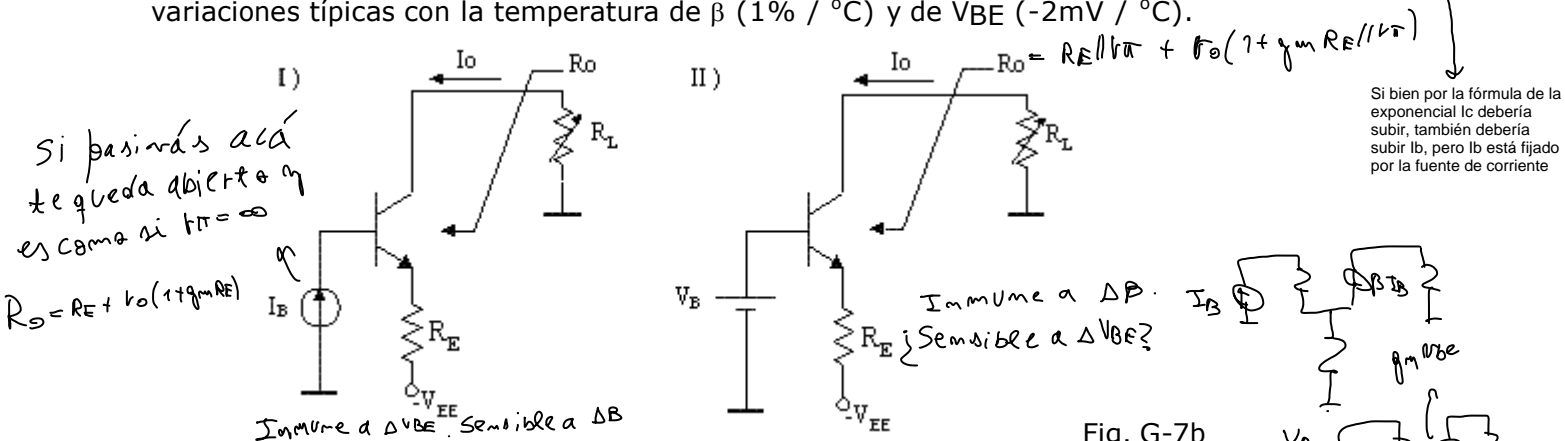 variaciones típicas con la temperatura de β (1% / °C) y de VBE (-2mV / °C).
I)
Io
Ro
RL
Si pasivás acá
te queda abierto y
es como si rπ = ∞
Ro = RE + ro(1+gmRE)
IB
RE
-VEE
Inmune a ΔVBE. Sensible a ΔB
II)
Io
Ro = RE//rπ + ro(1+gm RE//rπ)
RL
VB
RE
-VEE
Inmune a Δβ.
¿Sensible a ΔVBE?
Si bien por la fórmula de la
exponencial Ic debería
subir, también debería
subir Ib, pero Ib está fijado
por la fuente de corriente
IB
βIB
gm vbe
Fig. G-7b